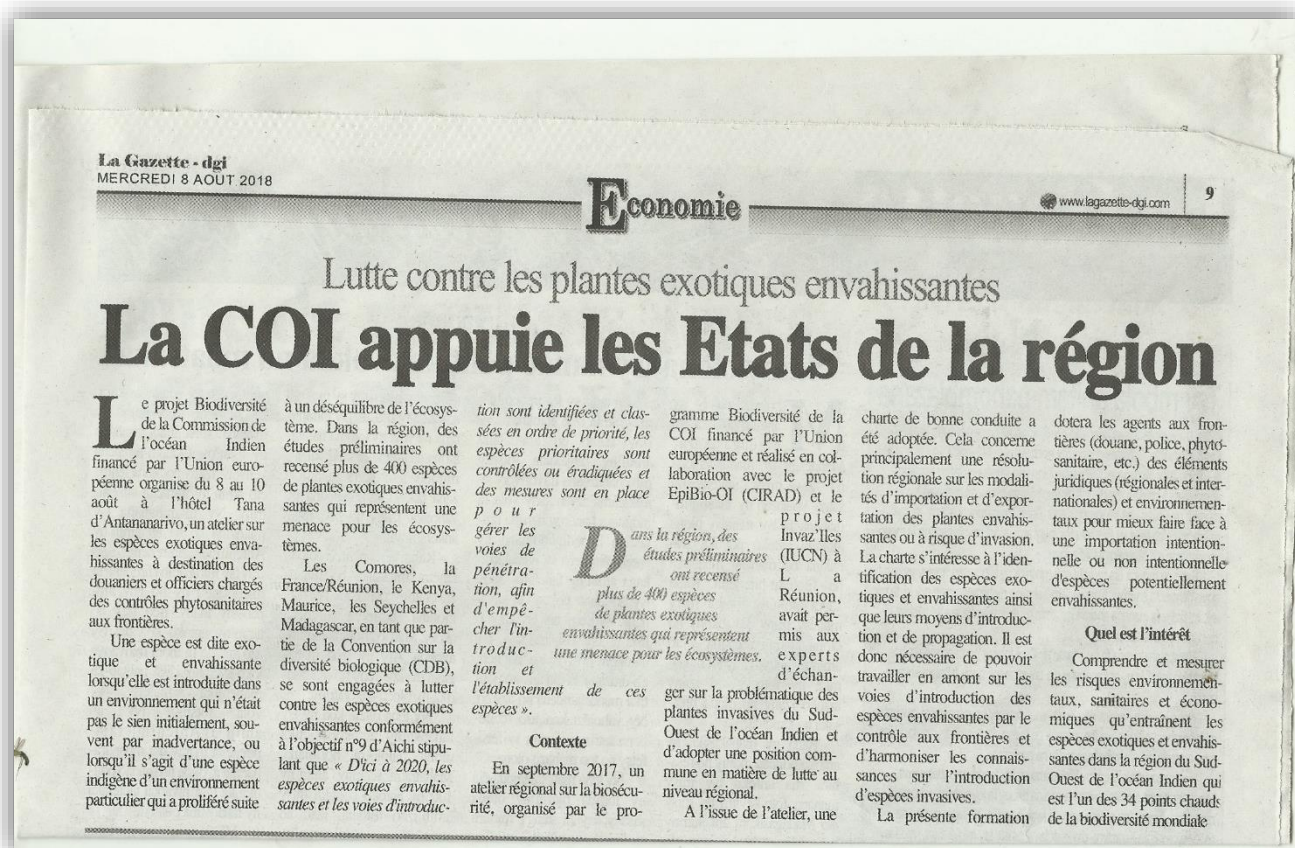 La Gazette - dgi
MERCREDI 8 AOUT 2018
Economie
www.lagazette-dgi.com
9
Lutte contre les plantes exotiques envahissantes
La COI appuie les Etats de la région
Le projet Biodiversité
de la Commission de
l'océan Indien
financé par l'Union euro-
péenne organise du 8 au 10
août à l'hôtel Tana
d'Antananarivo, un atelier sur
les espèces exotiques enva-
hissantes à destination des
douaniers et officiers chargés
des contrôles phytosanitaires
aux frontières.
Une espèce est dite exo-
tique et envahissante
lorsqu'elle est introduite dans
un environnement qui n'était
pas le sien initialement, sou-
vent par inadvertance, ou
lorsqu'il s'agit d'une espèce
indigène d'un environnement
particulier qui a proliféré suite
à un déséquilibre de l'écosys-
tème. Dans la région, des
études préliminaires ont
recensé plus de 400 espèces
de plantes exotiques envahis-
santes qui représentent une
menace pour les écosys-
tèmes.
Les Comores, la
France/Réunion, le Kenya,
Maurice, les Seychelles et
Madagascar, en tant que par-
tie de la Convention sur la
diversité biologique (CDB),
se sont engagées à lutter
contre les espèces exotiques
envahissantes conformément
à l'objectif n°9 d'Aichi stipu-
lant que « D'ici à 2020, les
espèces exotiques envahis-
santes et les voies d'introduc-
tion sont identifiées et clas-
sées en ordre de priorité, les
espèces prioritaires sont
contrôlées ou éradiquées et
des mesures sont en place
pour
gérer les
voies de
pénétra-
tion, afin
d'empê-
cher l'in-
troduc-
tion et
l'établissement de ces
espèces ».
Contexte
En septembre 2017, un
atelier régional sur la biosécu-
rité, organisé par le pro-
Dans la région, des
études préliminaires
ont recensé
plus de 400 espèces
de plantes exotiques
envahissantes qui représentent
une menace pour les écosystèmes.
gramme Biodiversité de la
COI financé par l'Union
européenne et réalisé en col-
laboration avec le projet
EpiBio-OI (CIRAD) et le
projet
Invaz'Iles
(IUCN) à
La
Réunion,
avait per-
mis aux
experts
d'échan-
ger sur la problématique des
plantes invasives du Sud-
Ouest de l'océan Indien et
d'adopter une position com-
mune en matière de lutte au
niveau régional.
A l'issue de l'atelier, une
charte de bonne conduite a
été adoptée. Cela concerne
principalement une résolu-
tion régionale sur les modali-
tés d'importation et d'expor-
tation des plantes envahis-
santes ou à risque d'invasion.
La charte s'intéresse à l'iden-
tification des espèces exo-
tiques et envahissantes ainsi
que leurs moyens d'introduc-
tion et de propagation. Il est
donc nécessaire de pouvoir
travailler en amont sur les
voies d'introduction des
espèces envahissantes par le
contrôle aux frontières et
d'harmoniser les connais-
sances sur l'introduction
d'espèces invasives.
La présente formation
dotera les agents aux fron-
tières (douane, police, phyto-
sanitaire, etc.) des éléments
juridiques (régionales et inter-
nationales) et environnemen-
taux pour mieux faire face à
une importation intention-
nelle ou non intentionnelle
d'espèces potentiellement
envahissantes.
Quel est l'intérêt
Comprendre et mesurer
les risques environnemen-
taux, sanitaires et écono-
miques qu'entraînent les
espèces exotiques et envahis-
santes dans la région du Sud-
Ouest de l'océan Indien qui
est l'un des 34 points chauds
de la biodiversité mondiale